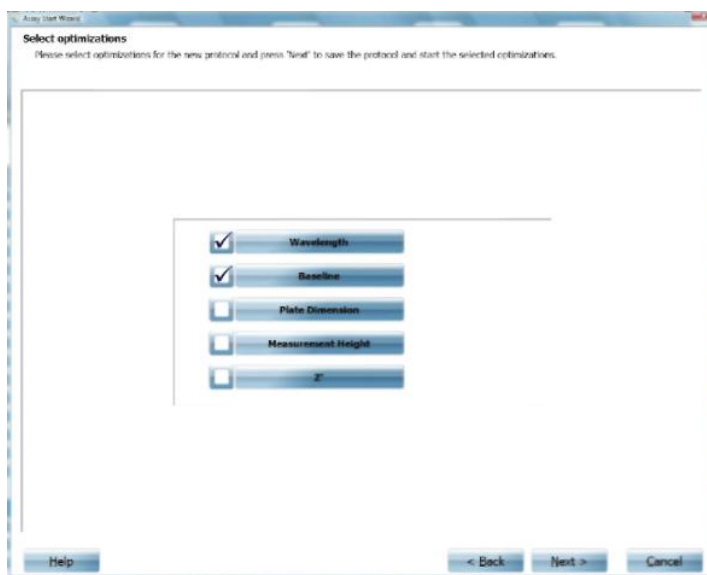 Assay Start Wizard
Select optimizations
Please select optimizations for the new protocol and press 'Next' to save the protocol and start the selected optimizations.
Wavelength
Baseline
Plate Dimension
Measurement Height
Z'
Help
< Back
Next >
Cancel